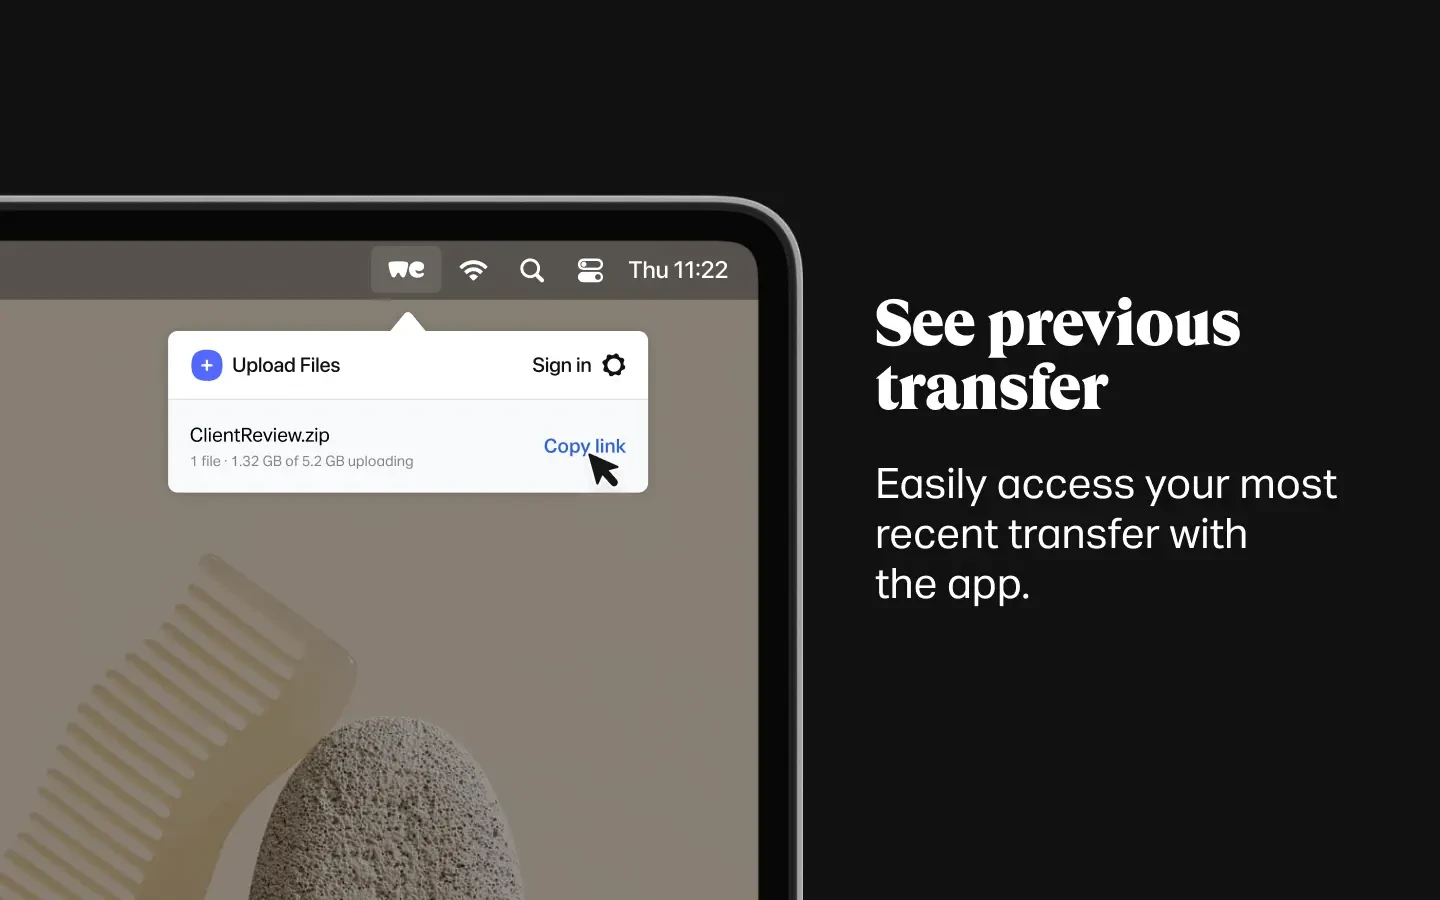 we
Thu 11:22
Upload Files
Sign in
ClientReview.zip
1 file · 1.32 GB of 5.2 GB uploading
Copy link
See previous
transfer
Easily access your most
recent transfer with
the app.